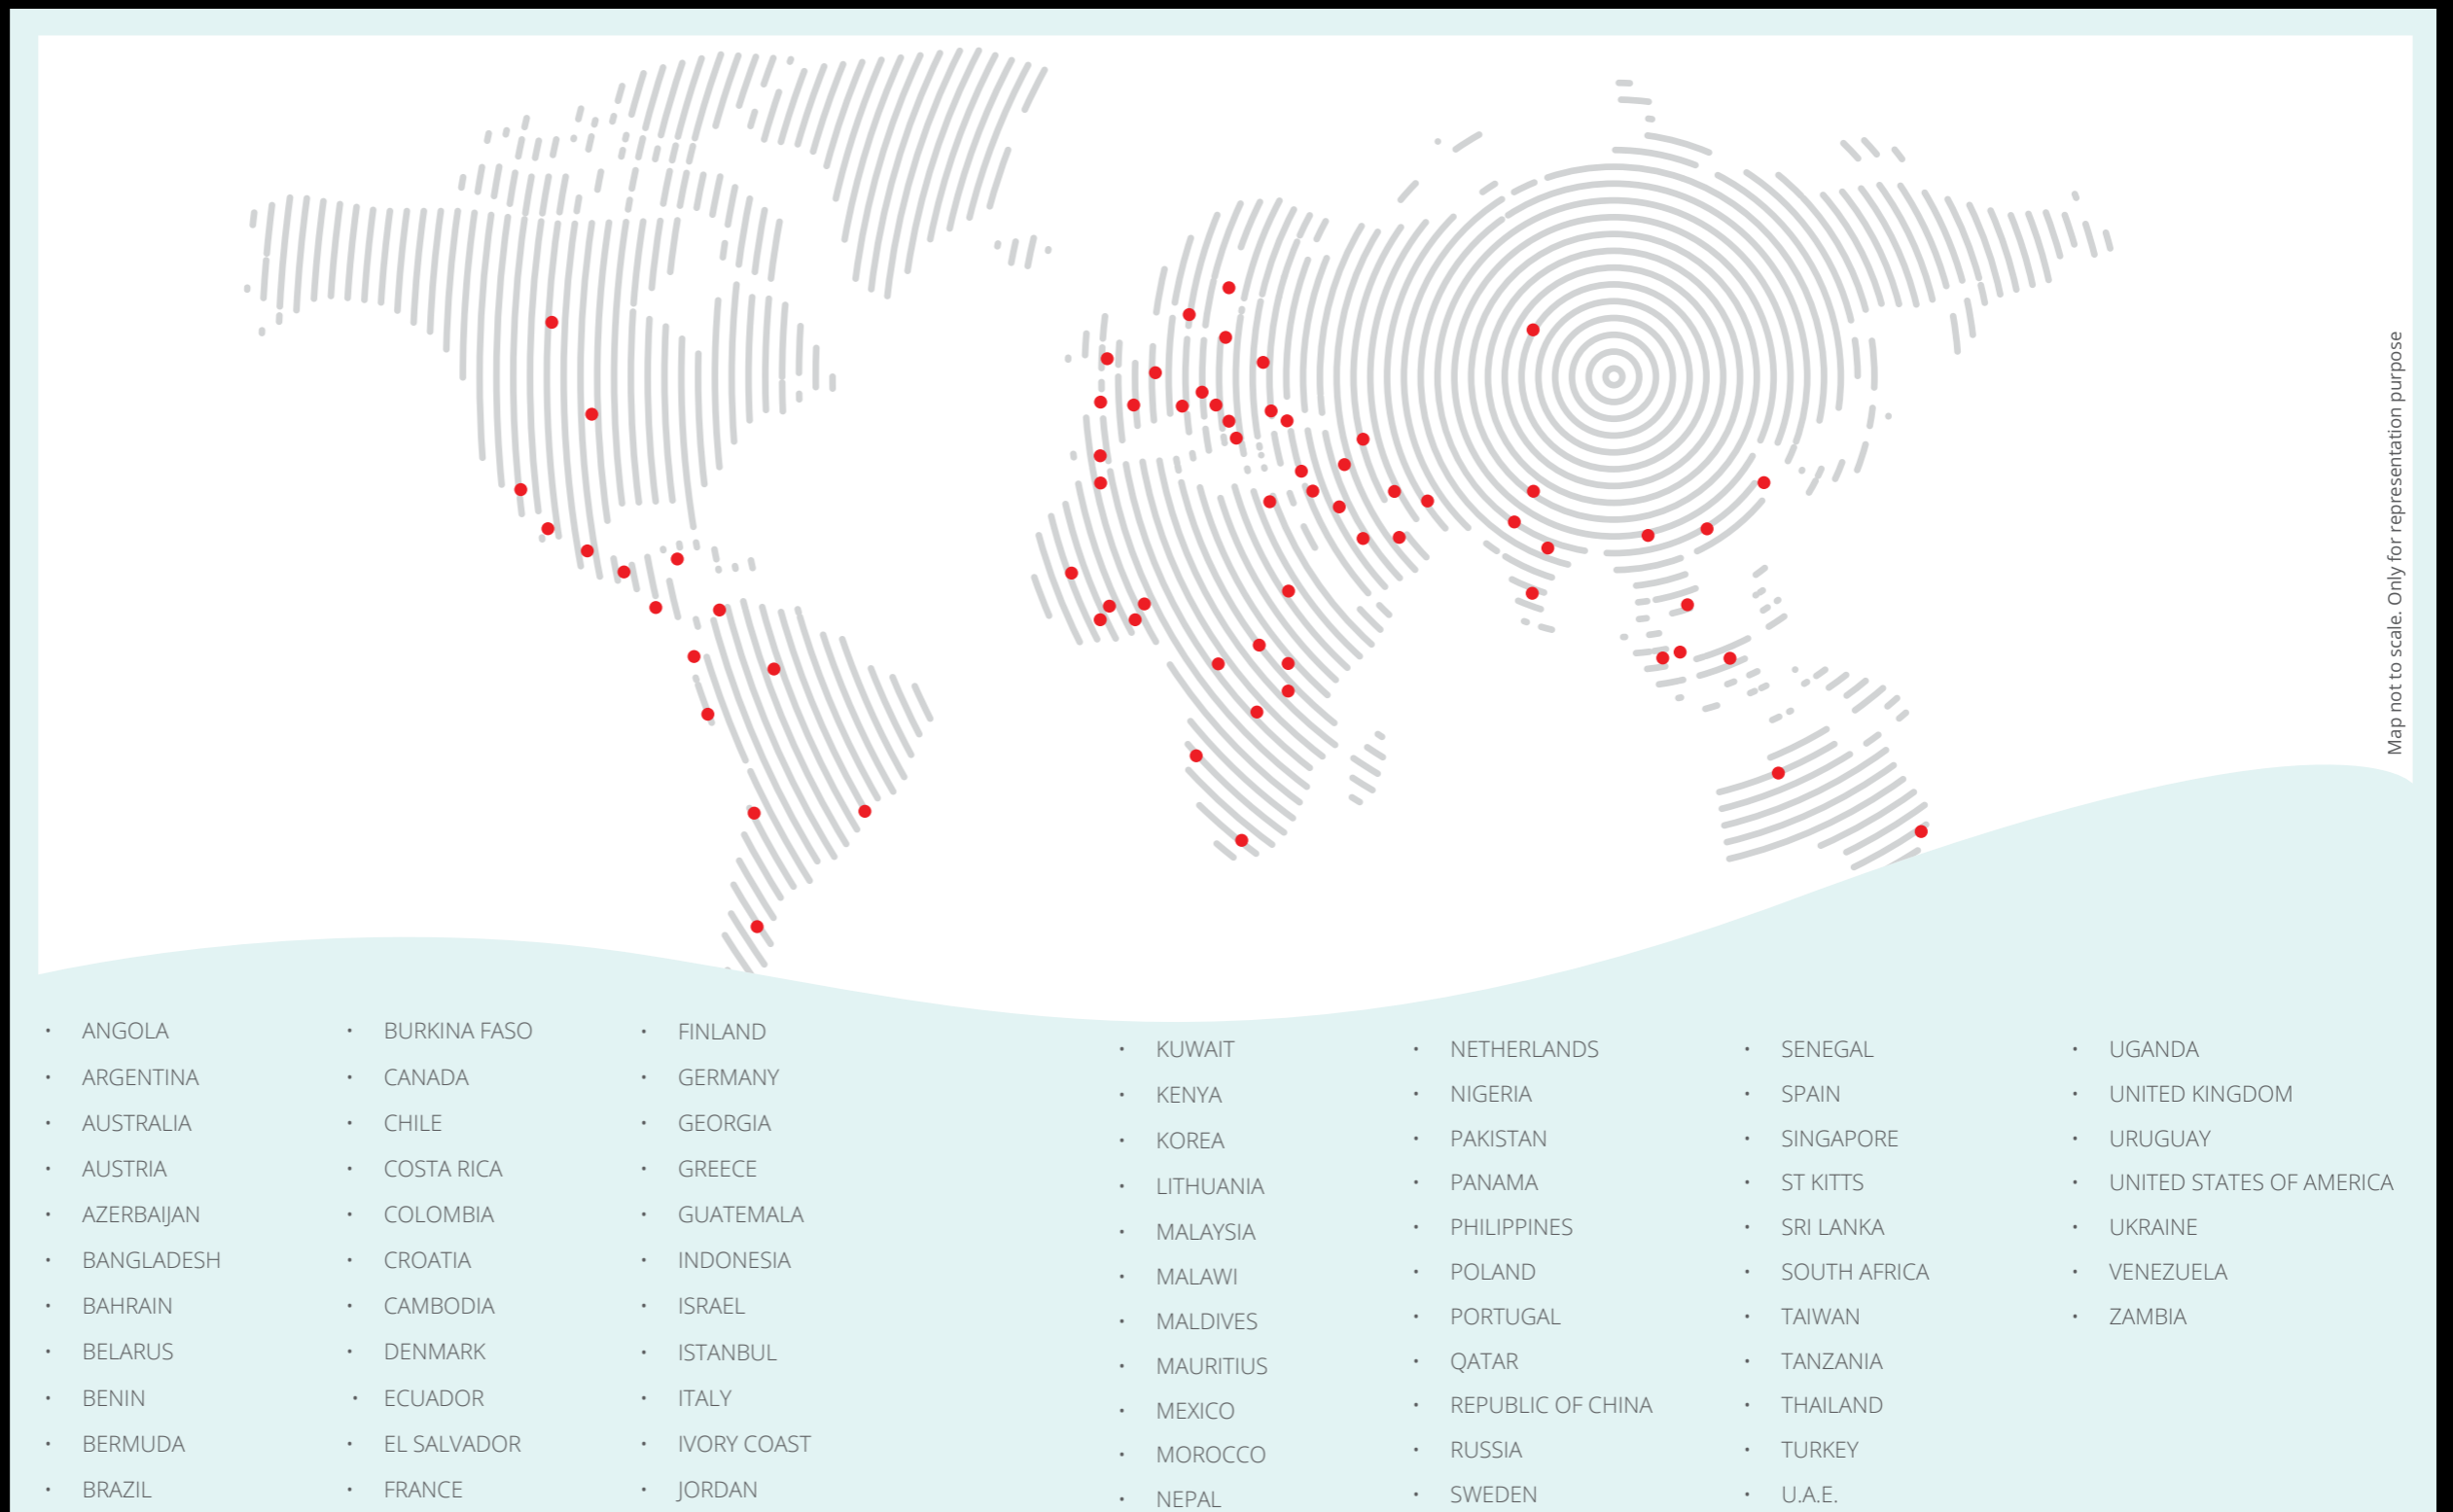 Map not to scale. Only for representation purpose
• ANGOLA
• ARGENTINA
• AUSTRALIA
• AUSTRIA
• AZERBAIJAN
• BANGLADESH
• BAHRAIN
• BELARUS
• BENIN
• BERMUDA
• BRAZIL
• BURKINA FASO
• CANADA
• CHILE
• COSTA RICA
• COLOMBIA
• CROATIA
• CAMBODIA
• DENMARK
• ECUADOR
• EL SALVADOR
• FRANCE
• FINLAND
• GERMANY
• GEORGIA
• GREECE
• GUATEMALA
• INDONESIA
• ISRAEL
• ISTANBUL
• ITALY
• IVORY COAST
• JORDAN
• KUWAIT
• KENYA
• KOREA
• LITHUANIA
• MALAYSIA
• MALAWI
• MALDIVES
• MAURITIUS
• MEXICO
• MOROCCO
• NEPAL
• NETHERLANDS
• NIGERIA
• PAKISTAN
• PANAMA
• PHILIPPINES
• POLAND
• PORTUGAL
• QATAR
• REPUBLIC OF CHINA
• RUSSIA
• SWEDEN
• SENEGAL
• SPAIN
• SINGAPORE
• ST KITTS
• SRI LANKA
• SOUTH AFRICA
• TAIWAN
• TANZANIA
• THAILAND
• TURKEY
• U.A.E.
• UGANDA
• UNITED KINGDOM
• URUGUAY
• UNITED STATES OF AMERICA
• UKRAINE
• VENEZUELA
• ZAMBIA